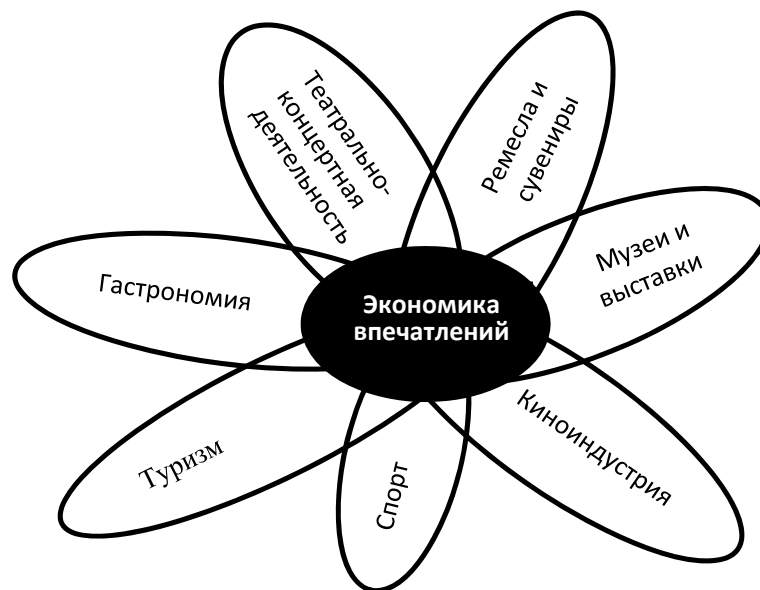 Театрально-
концертная
деятельность
Ремесла и
сувениры
Музеи и
выставки
Гастрономия
Экономика
впечатлений
Киноиндустрия
Туризм
Спорт